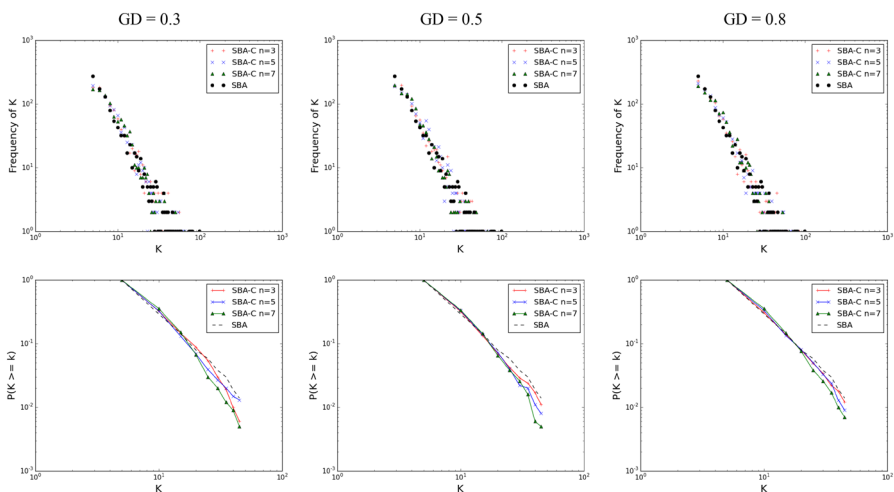 GD = 0.3
GD = 0.5
GD = 0.8
10³
10²
10¹
10⁰
10⁰ 10¹ 10² 10³
Frequency of K
K
SBA-C n=3
SBA-C n=5
SBA-C n=7
SBA
10³
10²
10¹
10⁰
10⁰ 10¹ 10² 10³
Frequency of K
K
SBA-C n=3
SBA-C n=5
SBA-C n=7
SBA
10³
10²
10¹
10⁰
10⁰ 10¹ 10² 10³
Frequency of K
K
SBA-C n=3
SBA-C n=5
SBA-C n=7
SBA
10⁰
10⁻¹
10⁻²
10⁻³
10⁰ 10¹ 10²
P(K >= k)
K
SBA-C n=3
SBA-C n=5
SBA-C n=7
SBA
10⁰
10⁻¹
10⁻²
10⁻³
10⁰ 10¹ 10²
P(K >= k)
K
SBA-C n=3
SBA-C n=5
SBA-C n=7
SBA
10⁰
10⁻¹
10⁻²
10⁻³
10⁰ 10¹ 10²
P(K >= k)
K
SBA-C n=3
SBA-C n=5
SBA-C n=7
SBA